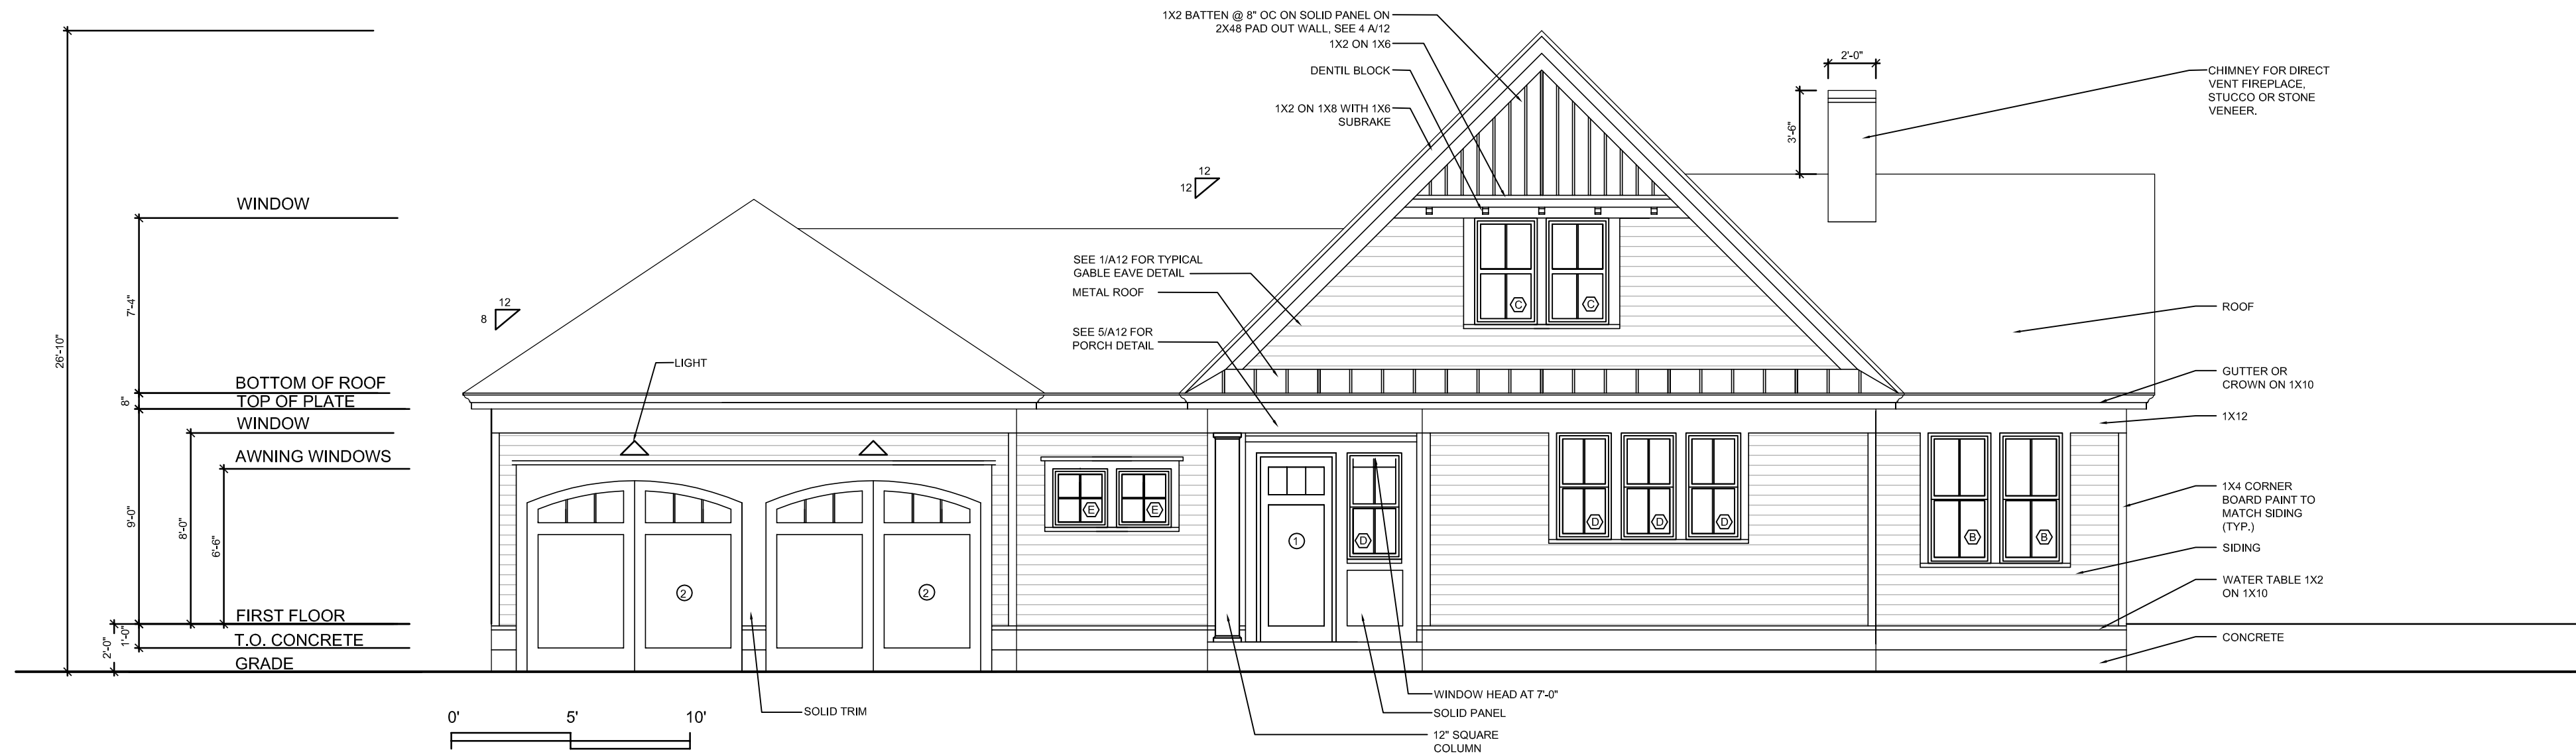 1X2 BATTEN @ 8" OC ON SOLID PANEL ON
2X48 PAD OUT WALL, SEE 4 A/12
1X2 ON 1X6
DENTIL BLOCK
1X2 ON 1X8 WITH 1X6
SUBRAKE
2'-0"
3'-6"
CHIMNEY FOR DIRECT
VENT FIREPLACE,
STUCCO OR STONE
VENEER.
12
12
12
8
SEE 1/A12 FOR TYPICAL
GABLE EAVE DETAIL
METAL ROOF
SEE 5/A12 FOR
PORCH DETAIL
LIGHT
WINDOW
BOTTOM OF ROOF
TOP OF PLATE
WINDOW
AWNING WINDOWS
FIRST FLOOR
T.O. CONCRETE
GRADE
26'-10"
7'-4"
8"
9'-0"
8'-0"
6'-6"
2'-0"
1'-0"
C
C
E
E
D
D
D
D
B
B
1
2
2
ROOF
GUTTER OR
CROWN ON 1X10
1X12
1X4 CORNER
BOARD PAINT TO
MATCH SIDING
(TYP.)
SIDING
WATER TABLE 1X2
ON 1X10
CONCRETE
WINDOW HEAD AT 7'-0"
SOLID PANEL
12" SQUARE
COLUMN
SOLID TRIM
0'
5'
10'